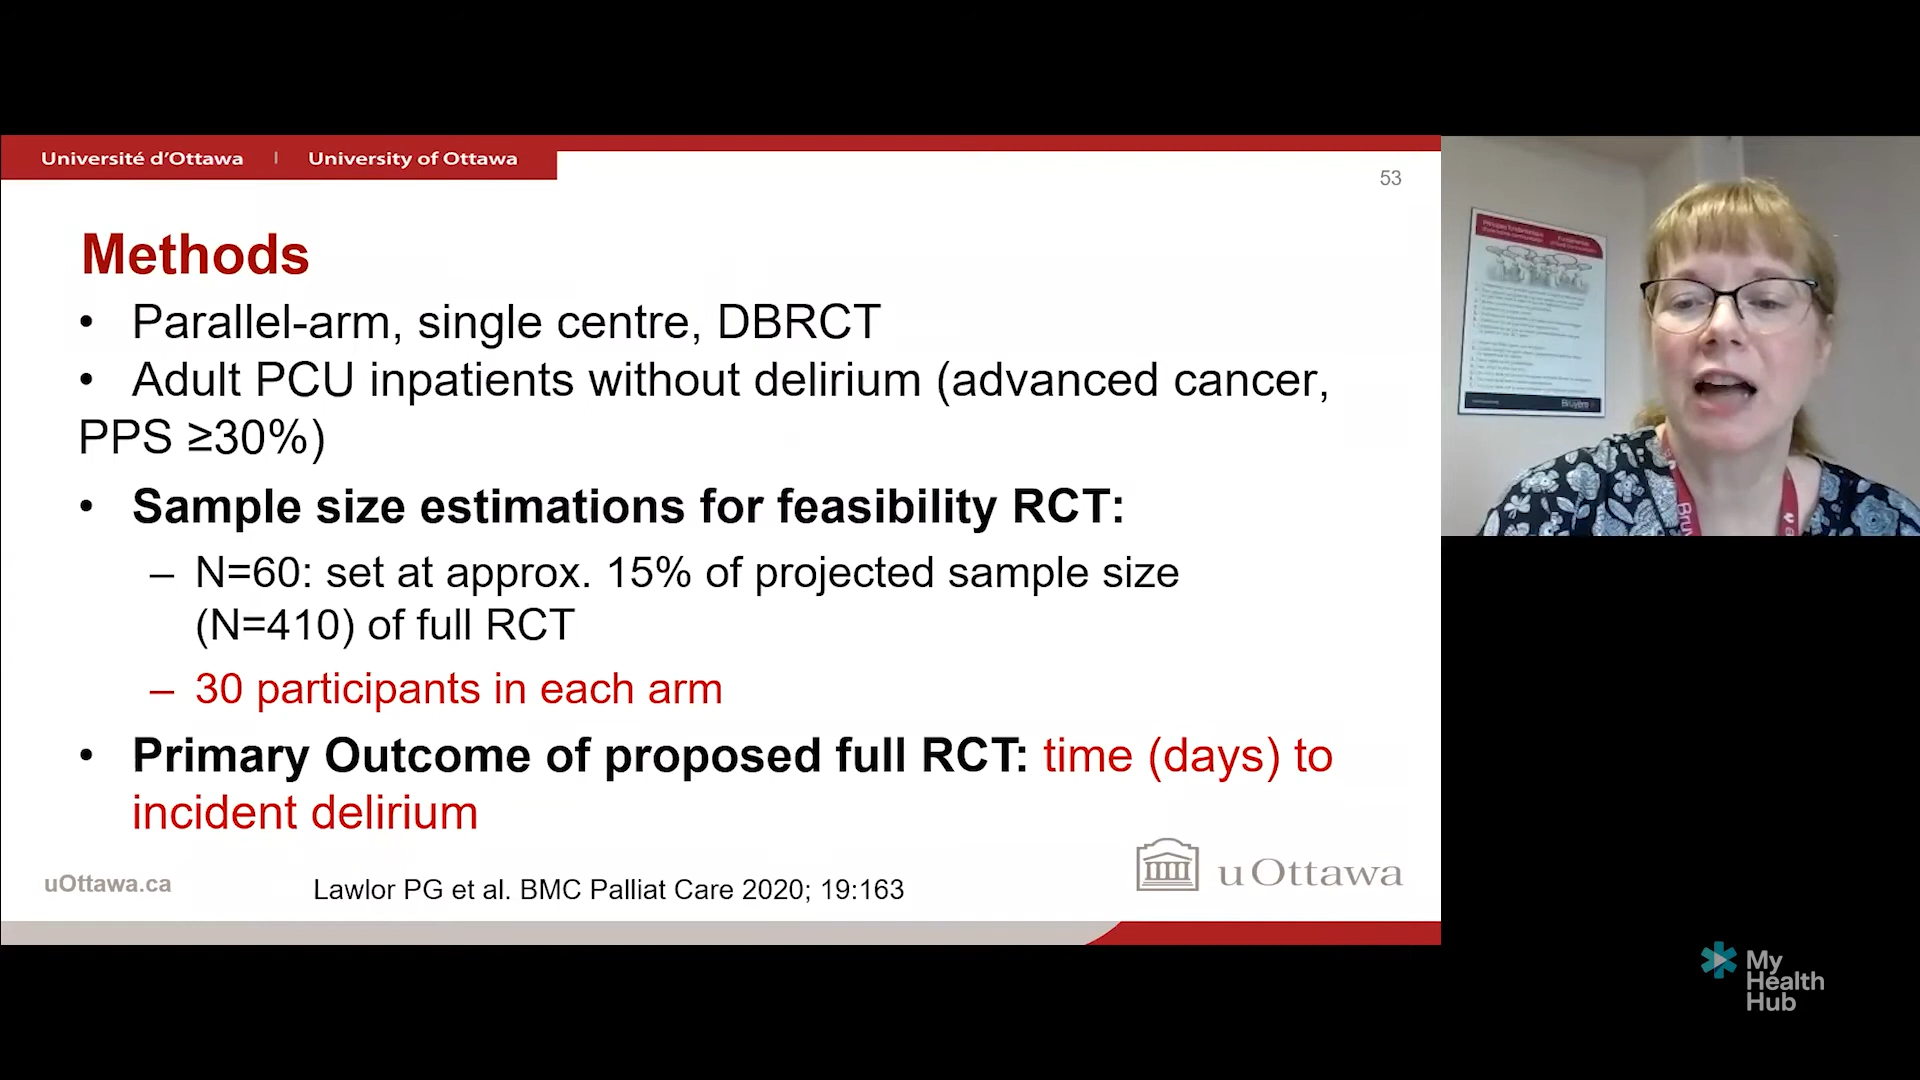 Université d'Ottawa | University of Ottawa
53
Methods
• Parallel-arm, single centre, DBRCT
• Adult PCU inpatients without delirium (advanced cancer,
PPS ≥30%)
• Sample size estimations for feasibility RCT:
– N=60: set at approx. 15% of projected sample size
(N=410) of full RCT
– 30 participants in each arm
• Primary Outcome of proposed full RCT: time (days) to
incident delirium
uOttawa.ca
Lawlor PG et al. BMC Palliat Care 2020; 19:163
uOttawa
Bruyère
My
Health
Hub